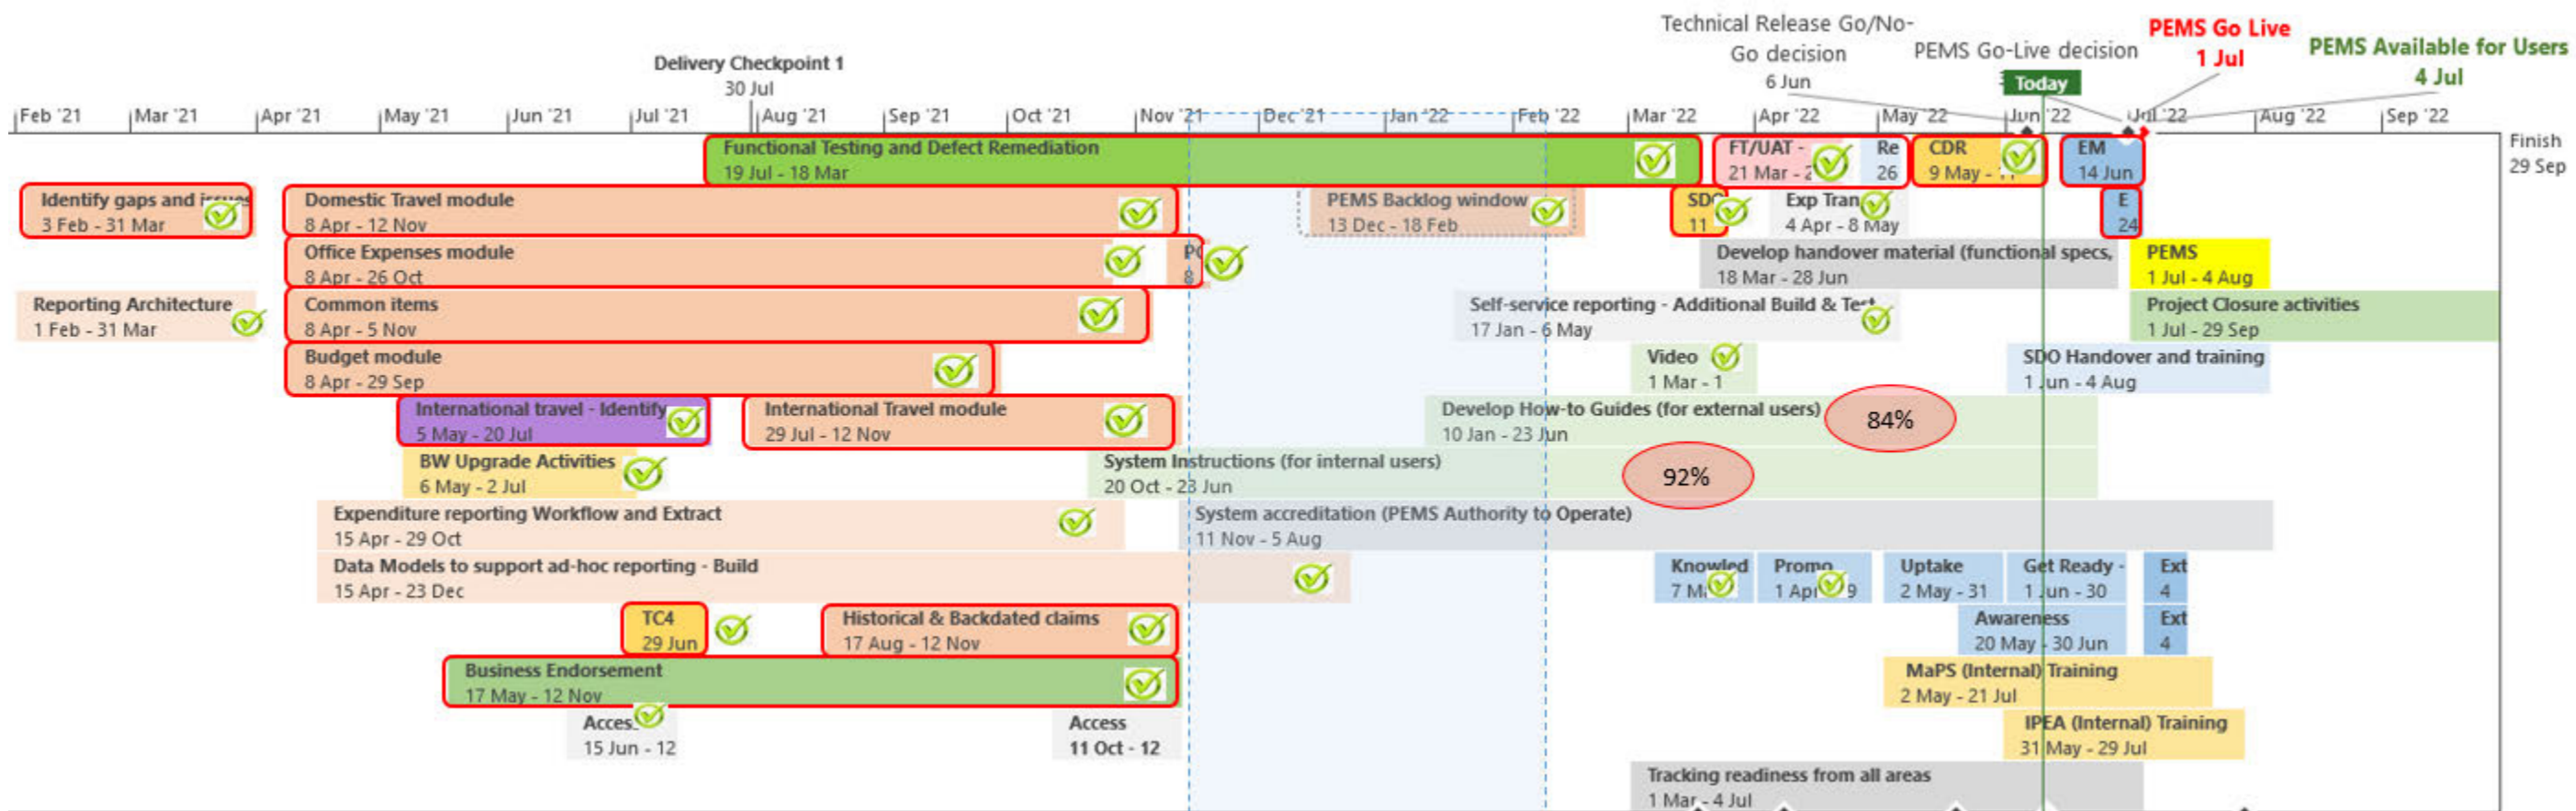 Technical Release Go/No-
Go decision
6 Jun
PEMS Go-Live decision
PEMS Go Live
1 Jul
PEMS Available for Users
4 Jul
Delivery Checkpoint 1
30 Jul
Today
Feb '21
Mar '21
Apr '21
May '21
Jun '21
Jul '21
Aug '21
Sep '21
Oct '21
Nov '21
Dec '21
Jan '22
Feb '22
Mar '22
Apr '22
May '22
Jun '22
Jul '22
Aug '22
Sep '22
Finish
29 Sep
Functional Testing and Defect Remediation
19 Jul - 18 Mar
FT/UAT -
21 Mar - 2
Re
26
CDR
9 May -
EM
14 Jun
Identify gaps and issues
3 Feb - 31 Mar
Domestic Travel module
8 Apr - 12 Nov
PEMS Backlog window
13 Dec - 18 Feb
SDO
11
Exp Tran
4 Apr - 8 May
E
24
Office Expenses module
8 Apr - 26 Oct
8
Develop handover material (functional specs,
18 Mar - 28 Jun
PEMS
1 Jul - 4 Aug
Reporting Architecture
1 Feb - 31 Mar
Common items
8 Apr - 5 Nov
Self-service reporting - Additional Build & Test
17 Jan - 6 May
Project Closure activities
1 Jul - 29 Sep
Budget module
8 Apr - 29 Sep
Video
1 Mar - 1
SDO Handover and training
1 Jun - 4 Aug
International travel - Identify
5 May - 20 Jul
International Travel module
29 Jul - 12 Nov
Develop How-to Guides (for external users)
10 Jan - 23 Jun
84%
BW Upgrade Activities
6 May - 2 Jul
System Instructions (for internal users)
20 Oct - 23 Jun
92%
Expenditure reporting Workflow and Extract
15 Apr - 29 Oct
System accreditation (PEMS Authority to Operate)
11 Nov - 5 Aug
Data Models to support ad-hoc reporting - Build
15 Apr - 23 Dec
Knowled
7 Ma
Promo
1 Apr 9
Uptake
2 May - 31
Get Ready -
1 Jun - 30
Ext
4
TC4
29 Jun
Historical & Backdated claims
17 Aug - 12 Nov
Awareness
20 May - 30 Jun
Ext
4
Business Endorsement
17 May - 12 Nov
MaPS (Internal) Training
2 May - 21 Jul
Acces
15 Jun - 12
Access
11 Oct - 12
IPEA (Internal) Training
31 May - 29 Jul
Tracking readiness from all areas
1 Mar - 4 Jul